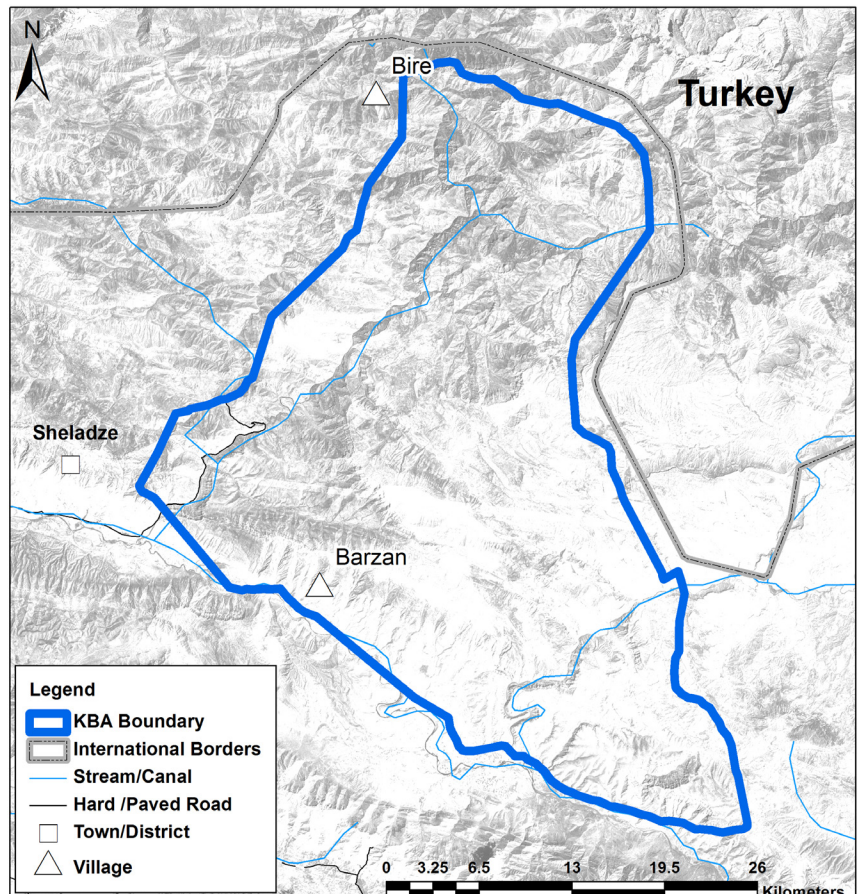 N
Bire
Turkey
Sheladze
Barzan
Legend
KBA Boundary
International Borders
Stream/Canal
Hard /Paved Road
Town/District
Village
0 3.25 6.5 13 19.5 26
Kilometers